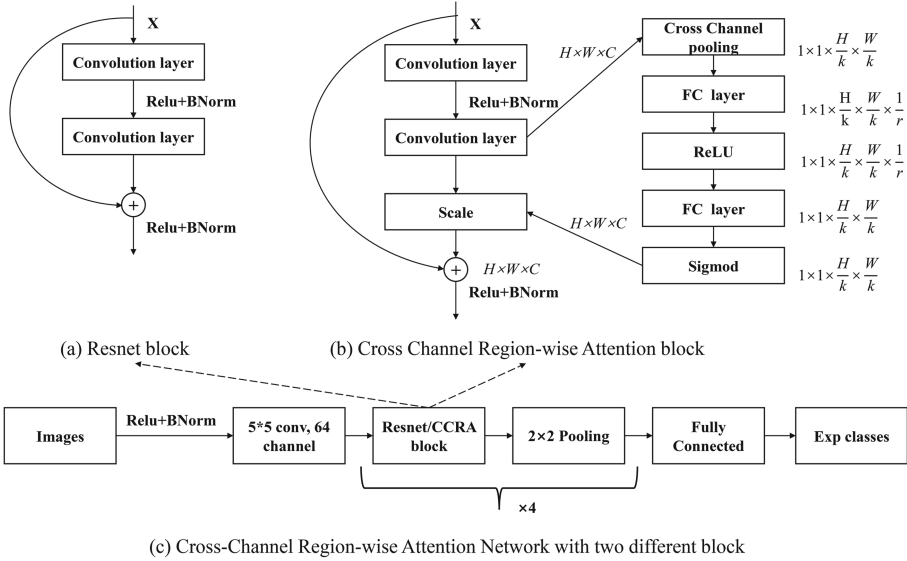 X
Convolution layer
Relu+BNorm
Convolution layer
+
Relu+BNorm
(a) Resnet block
X
Convolution layer
Relu+BNorm
Convolution layer
Scale
+
H×W×C
Relu+BNorm
H×W×C
Cross Channel
pooling
1×1×H/k×W/k
FC layer
1×1×H/k×W/k×1/r
ReLU
1×1×H/k×W/k×1/r
FC layer
1×1×H/k×W/k
H×W×C
Sigmod
1×1×H/k×W/k
(b) Cross Channel Region-wise Attention block
Images
Relu+BNorm
5*5 conv, 64
channel
Resnet/CCRA
block
2×2 Pooling
Fully
Connected
Exp classes
×4
(c) Cross-Channel Region-wise Attention Network with two different block